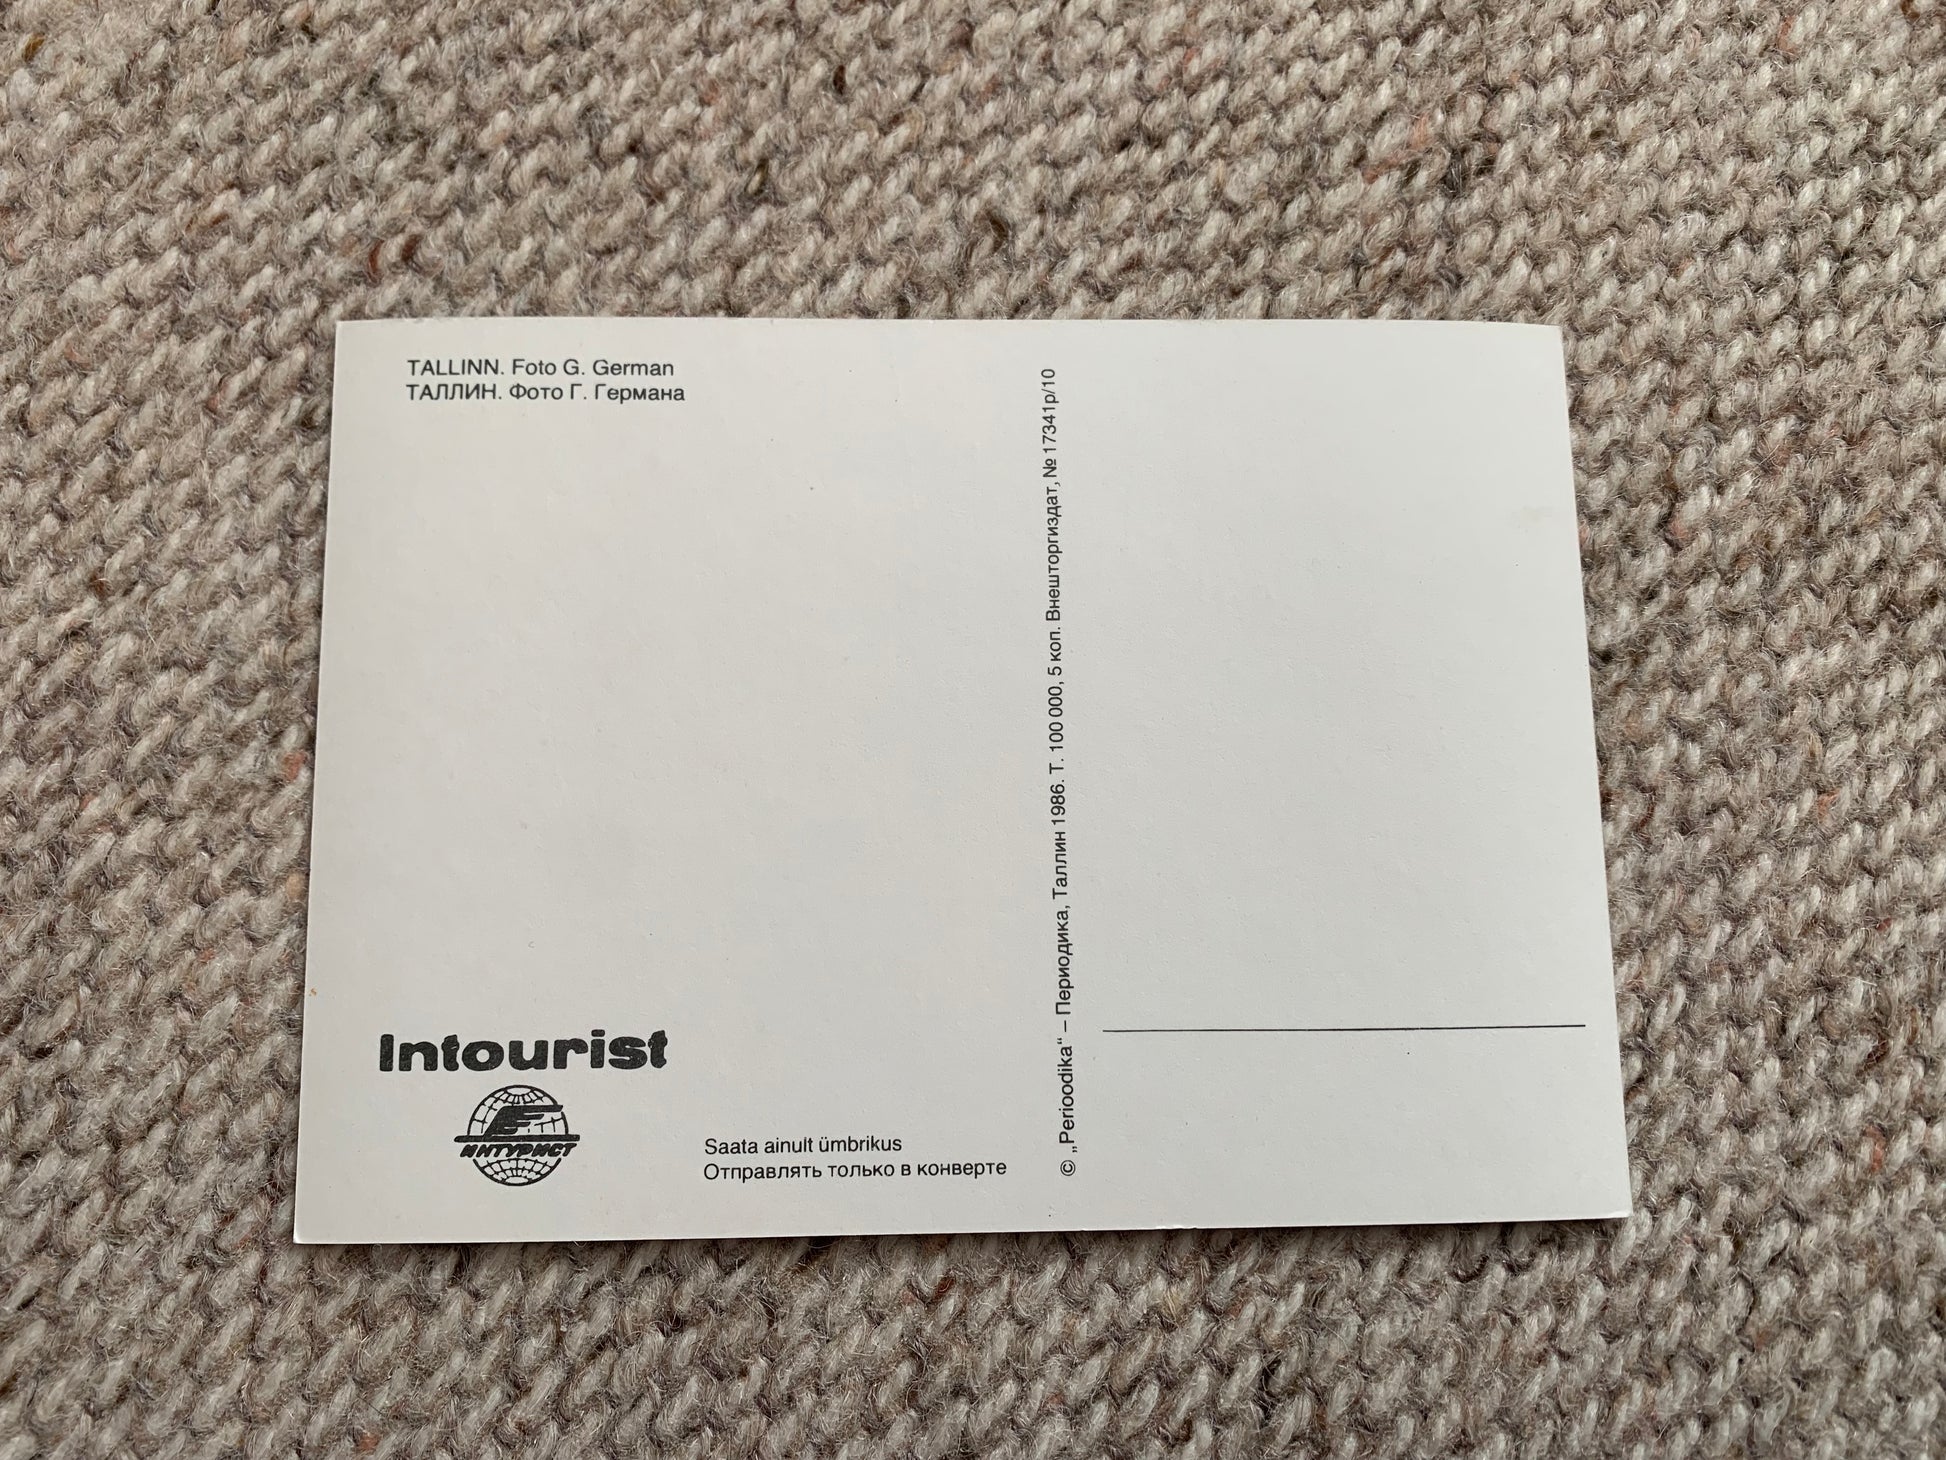 TALLINN. Foto G. German
ТАЛЛИН. Фото Г. Германа
© „Perioodika“ – Периодика, Таллин 1986. Т. 100 000, 5 коп. Внешторгиздат, № 17341р/10
Intourist
ИНТУРИСТ
Saata ainult ümbrikus
Отправлять только в конверте